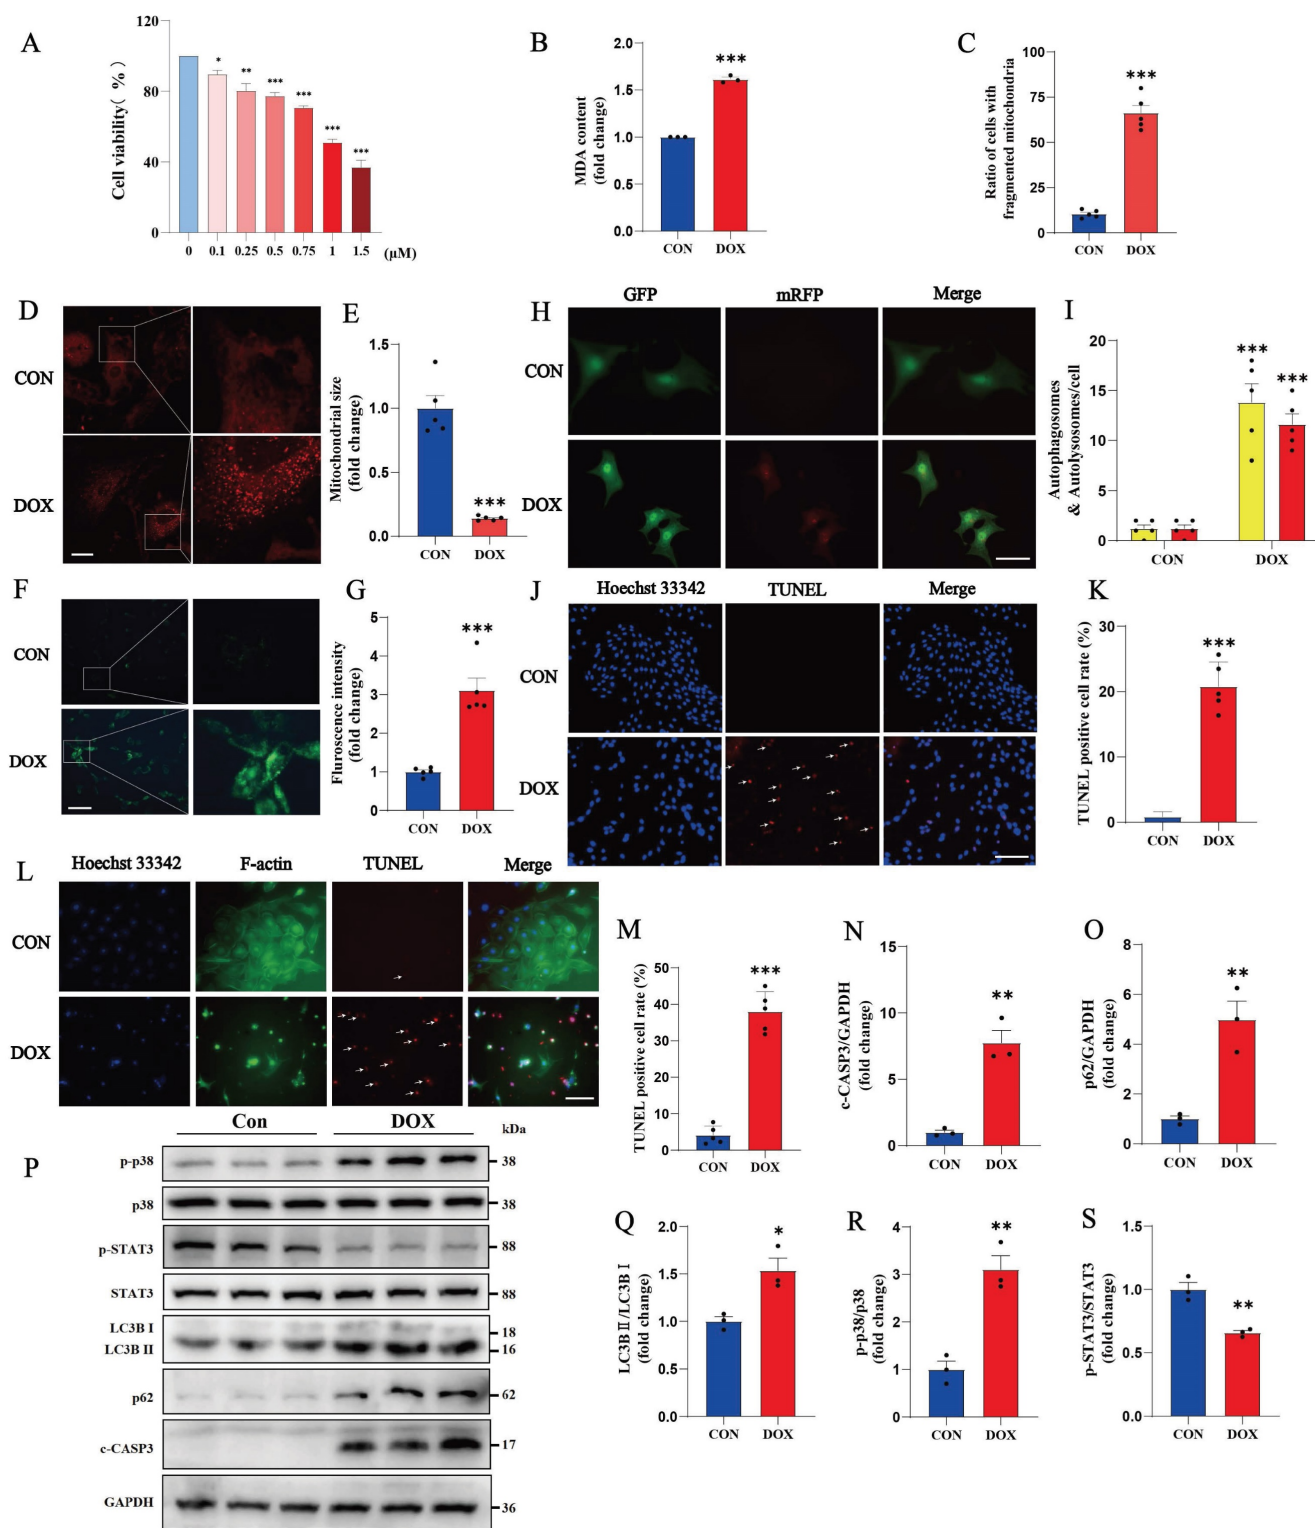 A
Cell viability( % )
120
80
40
0
* ** *** *** *** ***
0 0.1 0.25 0.5 0.75 1 1.5 (μM)
B
MDA content
(fold change)
2.0
1.5
1.0
0.5
0.0
***
CON DOX
C
Ratio of cells with
fragmented mitochondria
100
75
50
25
0
***
CON DOX
D
CON
DOX
E
Mitochondrial size
(fold change)
1.5
1.0
0.5
0.0
***
CON DOX
F
CON
DOX
G
Fluroscence intensity
(fold change)
5
4
3
2
1
0
***
CON DOX
H
GFP mRFP Merge
CON
DOX
I
Autophagosomes
& Autolysosomes/cell
20
15
10
5
0
*** ***
CON DOX
J
Hoechst 33342 TUNEL Merge
CON
DOX
K
TUNEL positive cell rate (%)
30
20
10
0
***
CON DOX
L
Hoechst 33342 F-actin TUNEL Merge
CON
DOX
M
TUNEL positive cell rate (%)
50
40
30
20
10
0
***
CON DOX
N
c-CASP3/GAPDH
(fold change)
15
10
5
0
**
CON DOX
O
p62/GAPDH
(fold change)
8
6
4
2
0
**
CON DOX
P
Con DOX kDa
p-p38 38
p38 38
p-STAT3 88
STAT3 88
LC3B I 18
LC3B II 16
p62 62
c-CASP3 17
GAPDH 36
Q
LC3BⅡ/LC3BⅠ
(fold change)
2.0
1.5
1.0
0.5
0.0
*
CON DOX
R
p-p38/p38
(fold change)
4
3
2
1
0
**
CON DOX
S
p-STAT3/STAT3
(fold change)
1.5
1.0
0.5
0.0
**
CON DOX